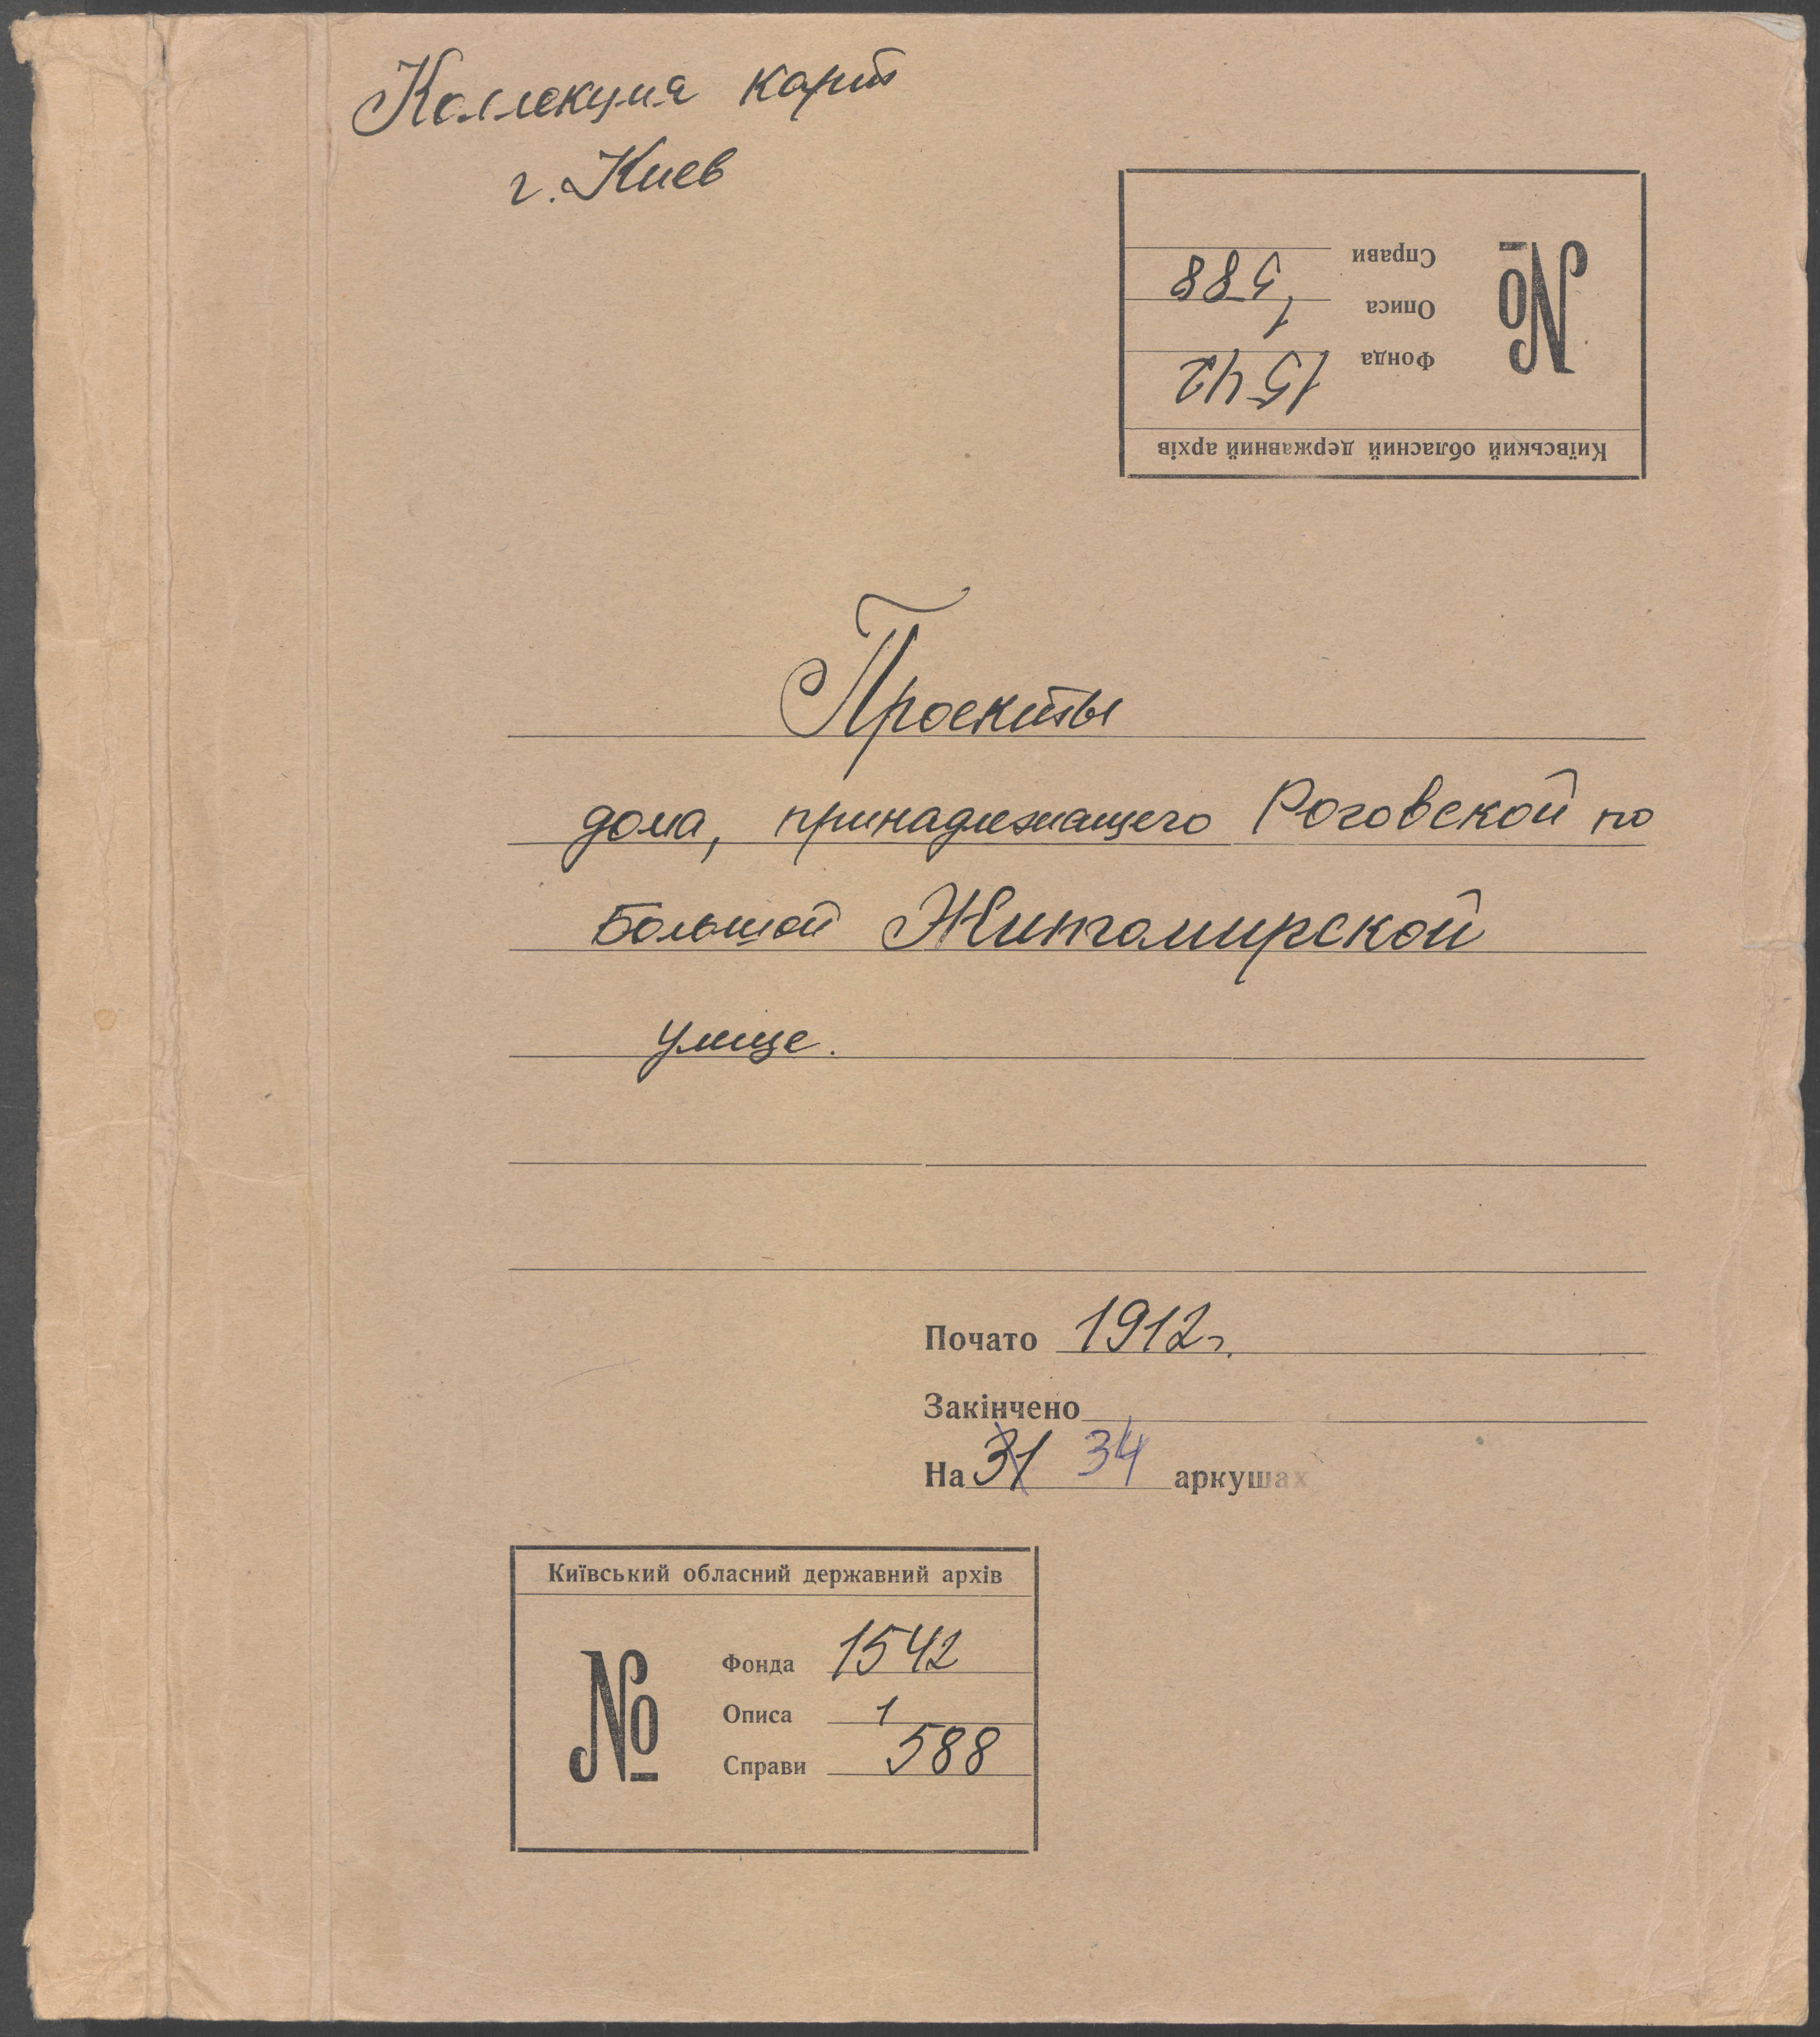 Коллекция карт
г. Киев
Київський обласний державний архів
№
Фонда 1542
Описа 1
Справи 588
Проекты
дома, принадлежащего Роговской по
Большой Житомирской
улице.
Почато 1912 г.
Закінчено
На 31 34 аркушах
Київський обласний державний архів
№
Фонда 1542
Описа 1
Справи 588